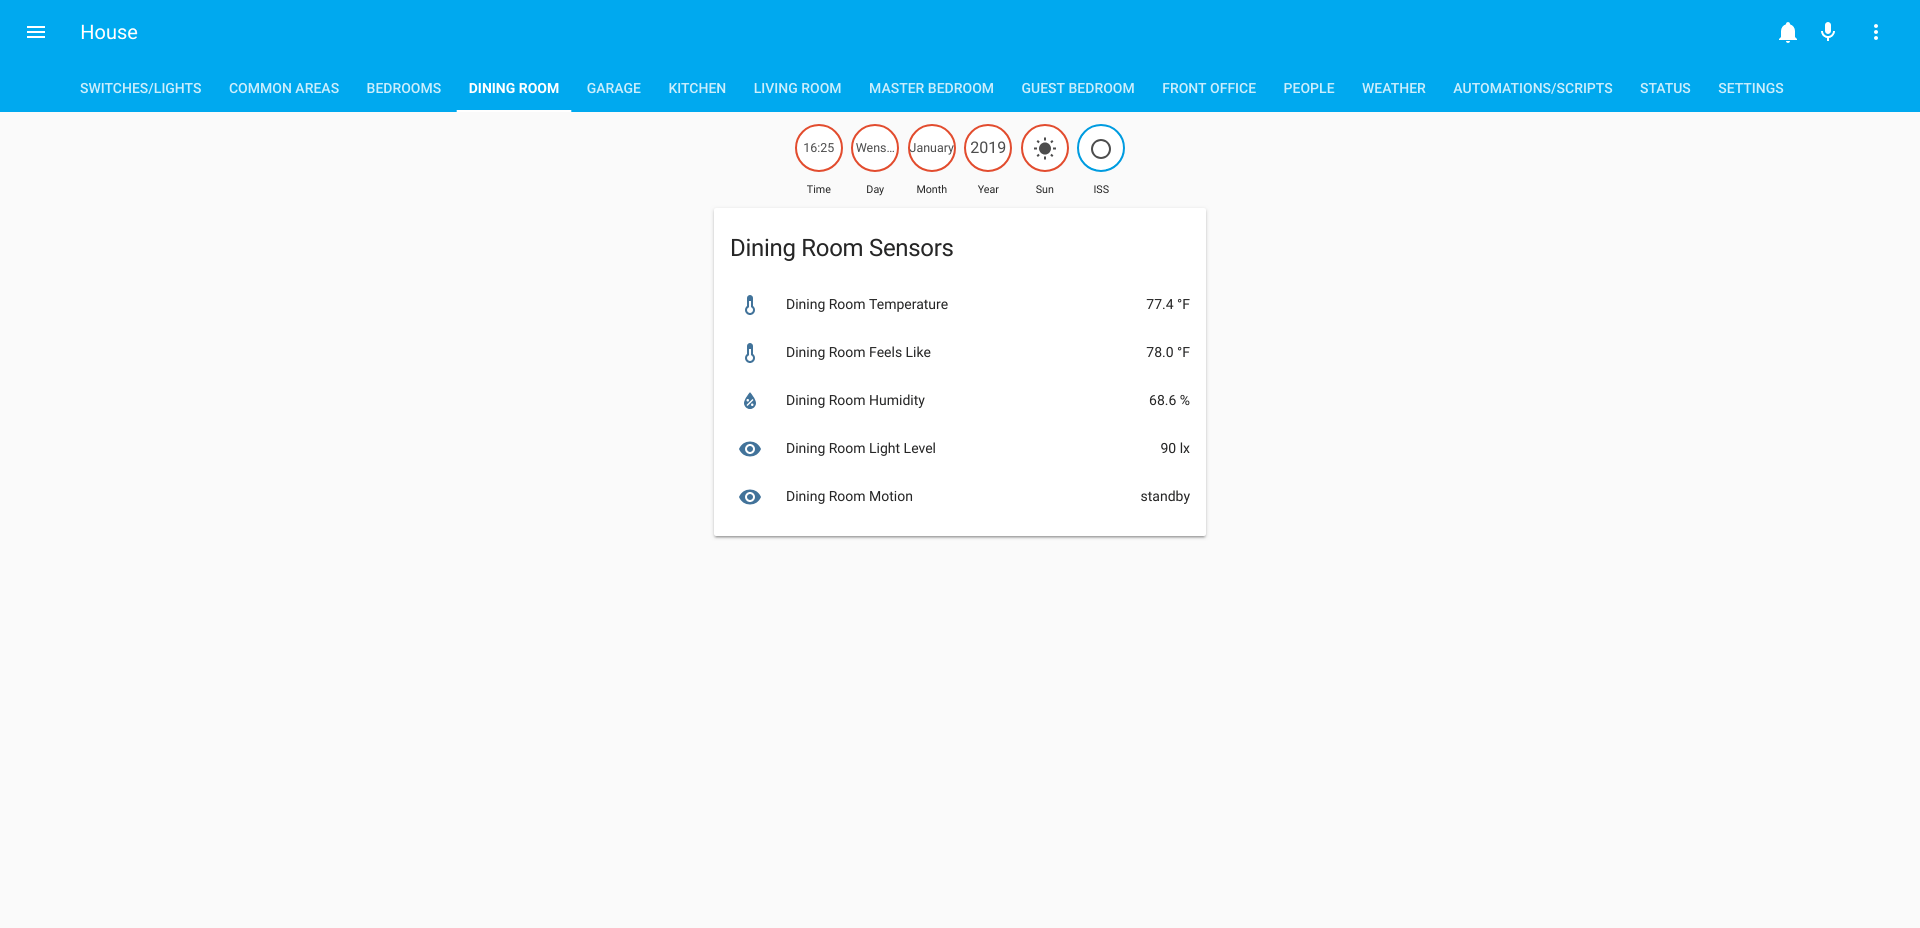 House
SWITCHES/LIGHTS COMMON AREAS BEDROOMS DINING ROOM GARAGE KITCHEN LIVING ROOM MASTER BEDROOM GUEST BEDROOM FRONT OFFICE PEOPLE WEATHER AUTOMATIONS/SCRIPTS STATUS SETTINGS
16:25 Wens... January 2019
Time Day Month Year Sun ISS
Dining Room Sensors
Dining Room Temperature 77.4 °F
Dining Room Feels Like 78.0 °F
Dining Room Humidity 68.6 %
Dining Room Light Level 90 lx
Dining Room Motion standby